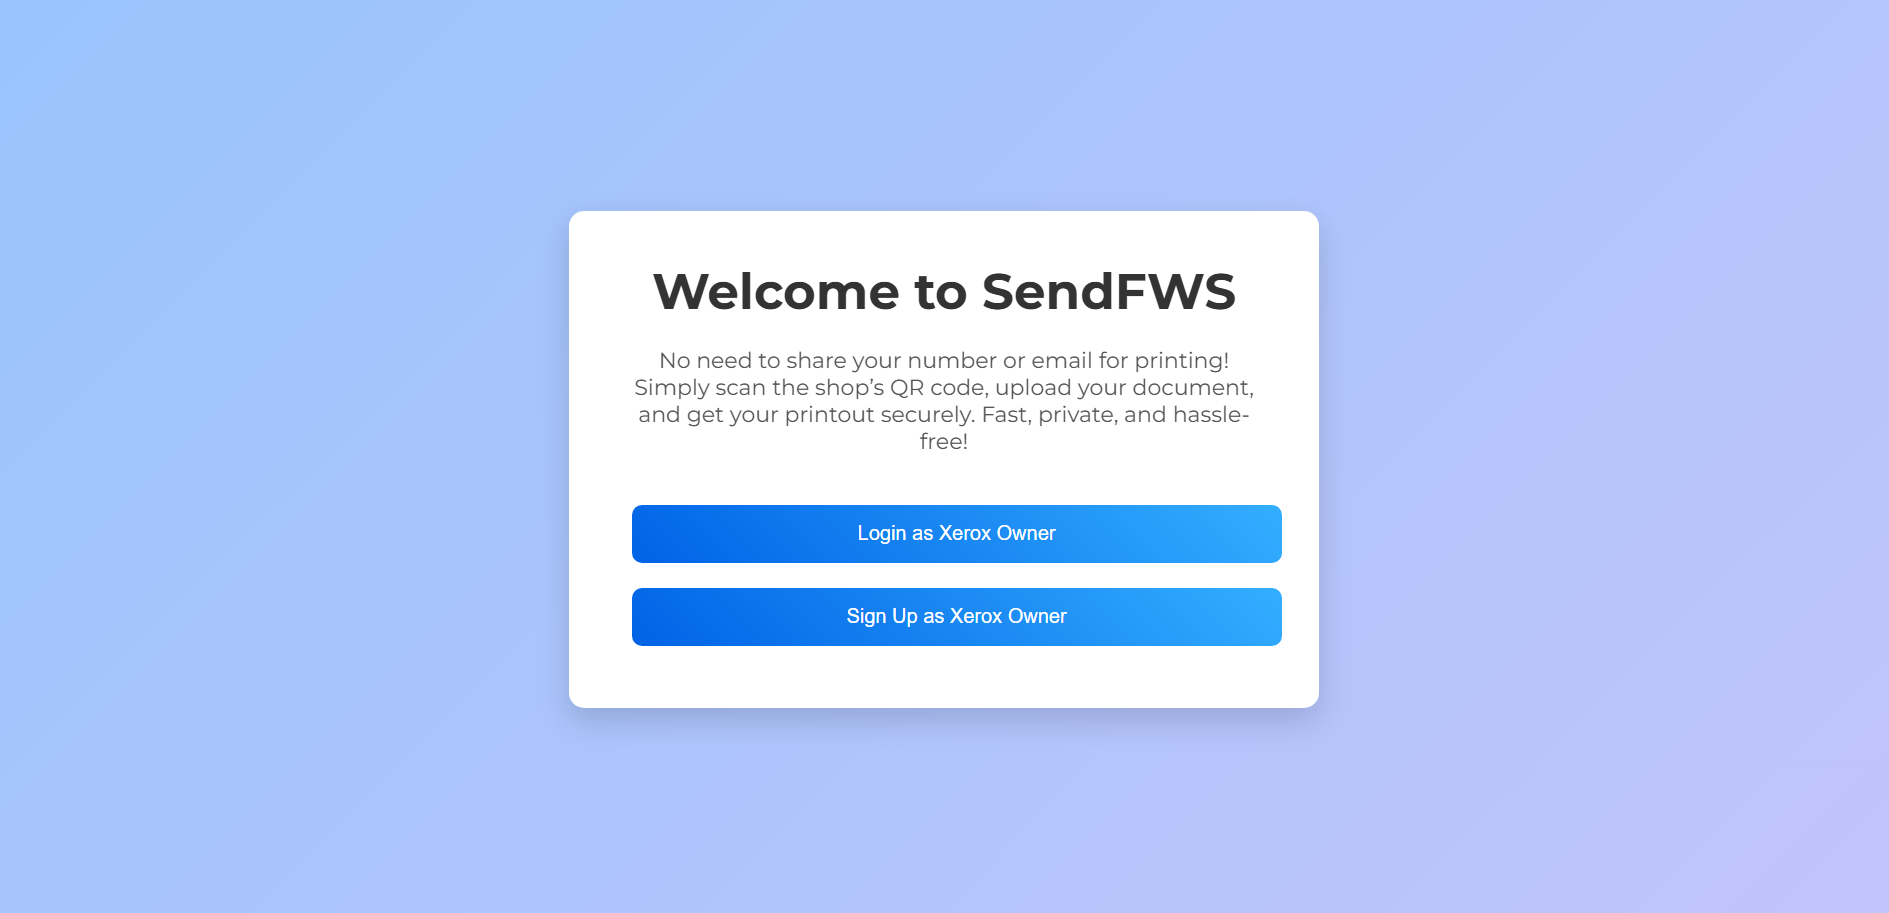 Welcome to SendFWS
No need to share your number or email for printing!
Simply scan the shop’s QR code, upload your document,
and get your printout securely. Fast, private, and hassle-
free!
Login as Xerox Owner
Sign Up as Xerox Owner